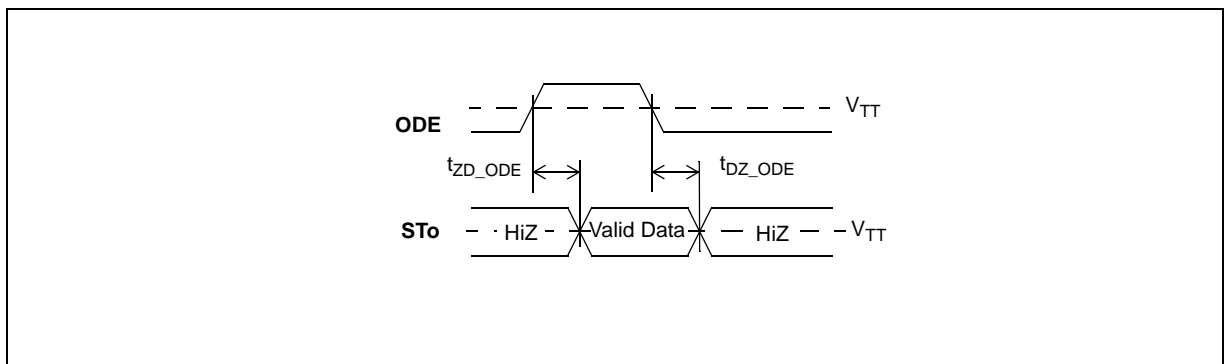 V_TT
ODE
t_ZD_ODE
t_DZ_ODE
STo HiZ Valid Data HiZ V_TT